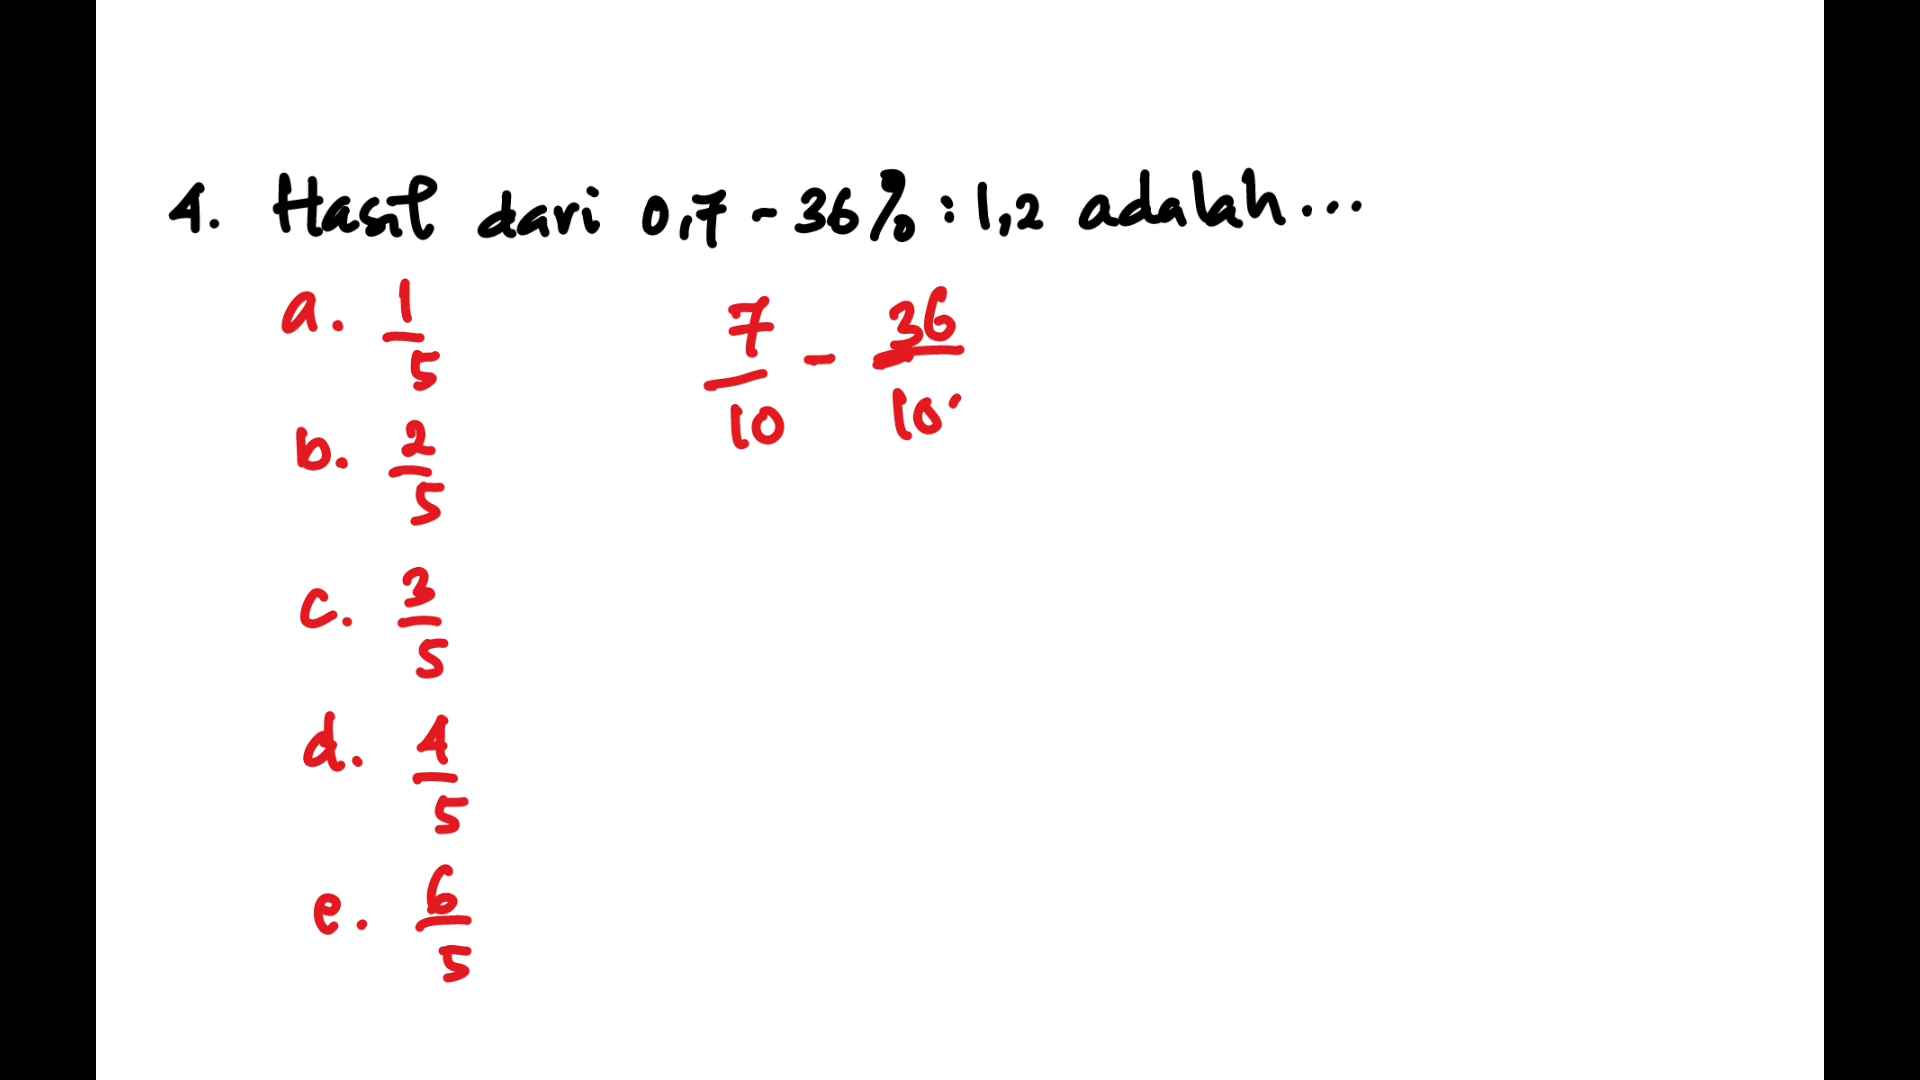 4. Hasil dari 0,7 - 36% : 1,2 adalah...
a. 1/5
7/10 - 36/10
b. 2/5
c. 3/5
d. 4/5
e. 6/5